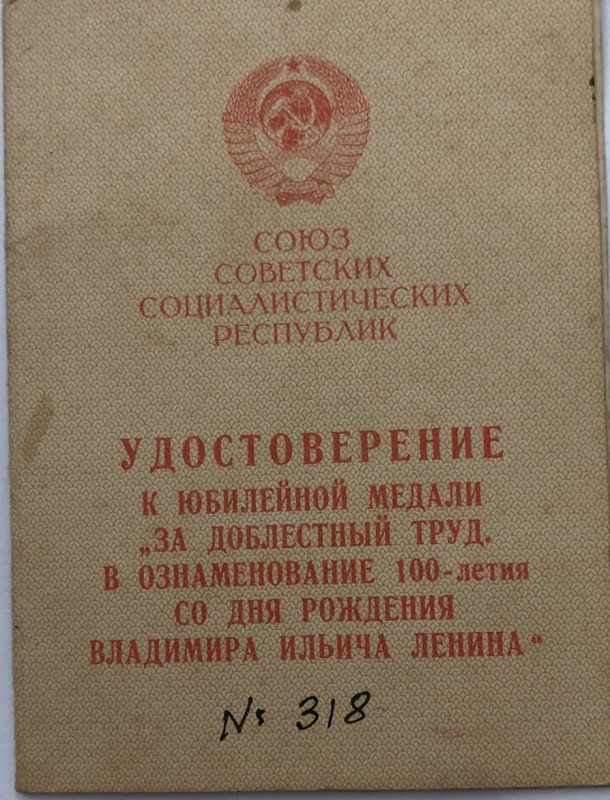 СОЮЗ
СОВЕТСКИХ
СОЦИАЛИСТИЧЕСКИХ
РЕСПУБЛИК
УДОСТОВЕРЕНИЕ
К ЮБИЛЕЙНОЙ МЕДАЛИ
„ЗА ДОБЛЕСТНЫЙ ТРУД.
В ОЗНАМЕНОВАНИЕ 100-летия
СО ДНЯ РОЖДЕНИЯ
ВЛАДИМИРА ИЛЬИЧА ЛЕНИНА“
№ 318